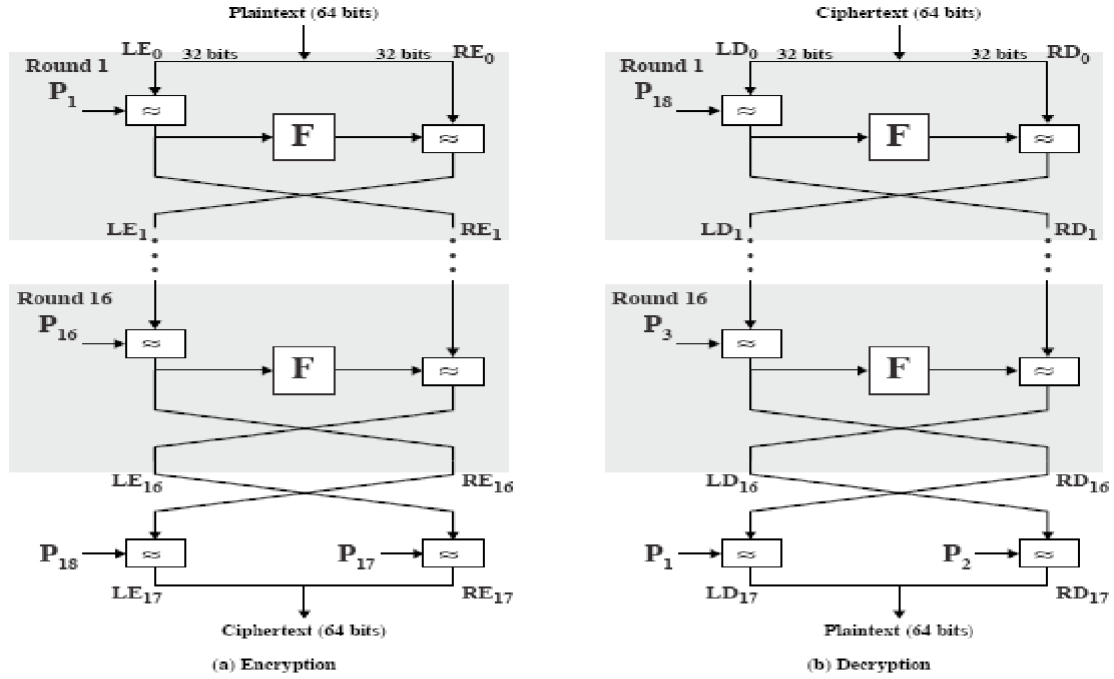 Plaintext (64 bits)
LE0 32 bits 32 bits RE0
Round 1
P1
≈
F
≈
LE1 RE1
Round 16
P16
≈
F
≈
LE16 RE16
P18 ≈ P17 ≈
LE17 RE17
Ciphertext (64 bits)
(a) Encryption
Ciphertext (64 bits)
LD0 32 bits 32 bits RD0
Round 1
P18
≈
F
≈
LD1 RD1
Round 16
P3
≈
F
≈
LD16 RD16
P1 ≈ P2 ≈
LD17 RD17
Plaintext (64 bits)
(b) Decryption